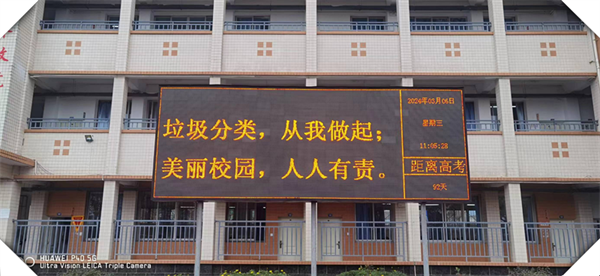 垃圾分类，从我做起；
美丽校园，人人有责。
2024年03月06日
星期三
11:05:28
距离高考
92天
HUAWEI P40 5G
Ultra Vision LEICA Triple Camera